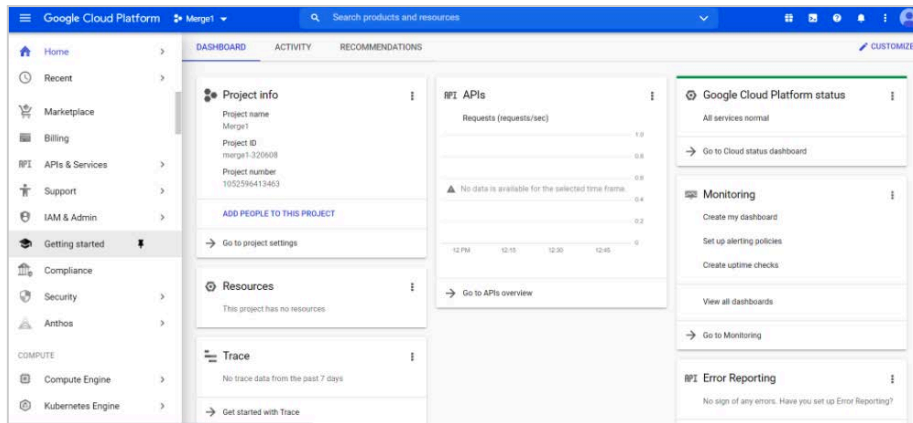 Google Cloud Platform
Merge1
Search products and resources
Home
Recent
Marketplace
Billing
API APIs & Services
Support
IAM & Admin
Getting started
Compliance
Security
Anthos
COMPUTE
Compute Engine
Kubernetes Engine
DASHBOARD
ACTIVITY
RECOMMENDATIONS
CUSTOMIZE
Project info
Project name
Merge1
Project ID
merge1-320608
Project number
1052596413463
ADD PEOPLE TO THIS PROJECT
Go to project settings
Resources
This project has no resources
Trace
No trace data from the past 7 days
Get started with Trace
API APIs
Requests (requests/sec)
1.0
0.8
0.6
No data is available for the selected time frame.
0.4
0.2
0
12 PM
12:15
12:30
12:45
Go to APIs overview
Google Cloud Platform status
All services normal
Go to Cloud status dashboard
Monitoring
Create my dashboard
Set up alerting policies
Create uptime checks
View all dashboards
Go to Monitoring
API Error Reporting
No sign of any errors. Have you set up Error Reporting?